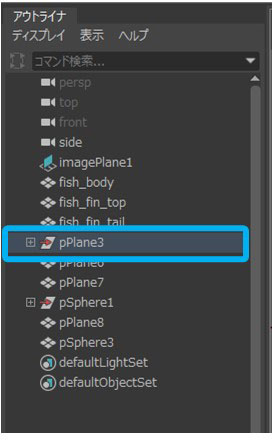 アウトライナ
ディスプレイ 表示 ヘルプ
コマンド検索...
persp
top
front
side
imagePlane1
fish_body
fish_fin_top
fish_fin_tail
pPlane3
pPlane6
pPlane7
pSphere1
pPlane8
pSphere3
defaultLightSet
defaultObjectSet